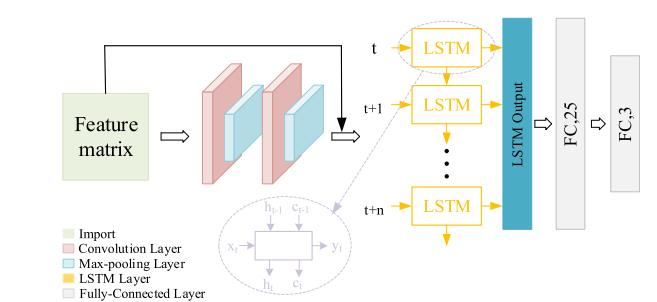 Feature
matrix
t
LSTM
t+1
LSTM
t+n
LSTM
LSTM Output
FC,25
FC,3
h_{t-1} c_{t-1}
x_t
y_t
h_t c_t
Import
Convolution Layer
Max-pooling Layer
LSTM Layer
Fully-Connected Layer